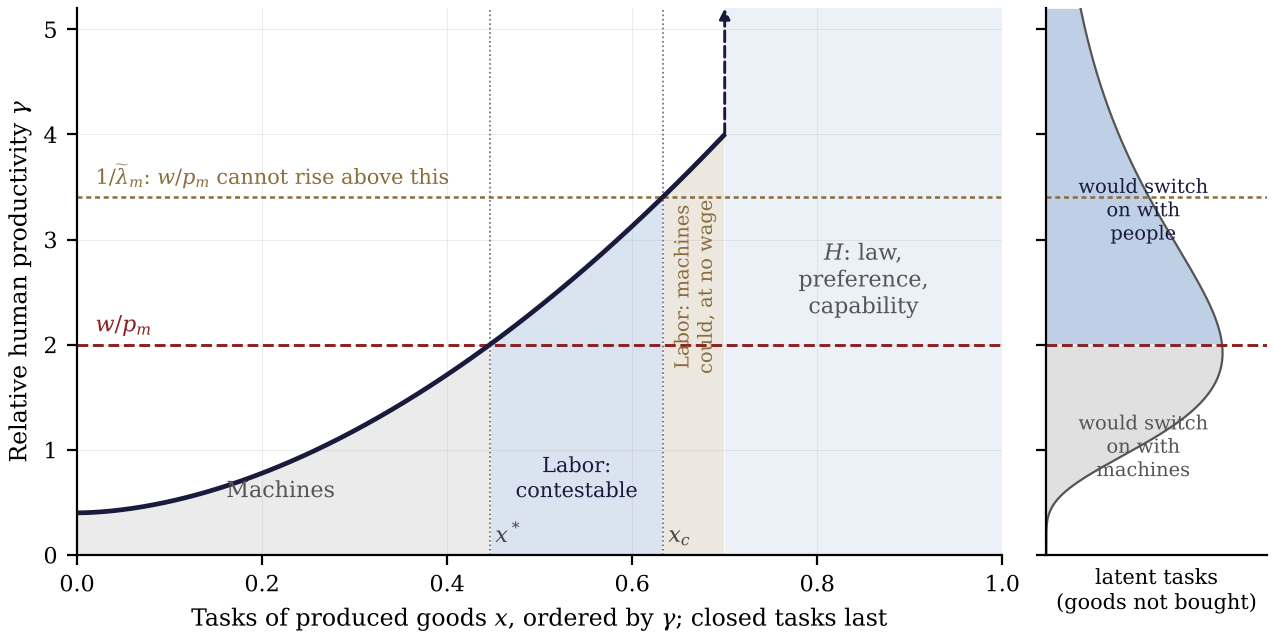 Relative human productivity γ
5
4
3
2
1
0
1/λ̃ₘ: w/pₘ cannot rise above this
w/pₘ
Machines
Labor:
contestable
Labor: machines
could, at no wage
H: law,
preference,
capability
x*
x_c
0.0 0.2 0.4 0.6 0.8 1.0
Tasks of produced goods x, ordered by γ; closed tasks last
would switch
on with
people
would switch
on with
machines
latent tasks
(goods not bought)